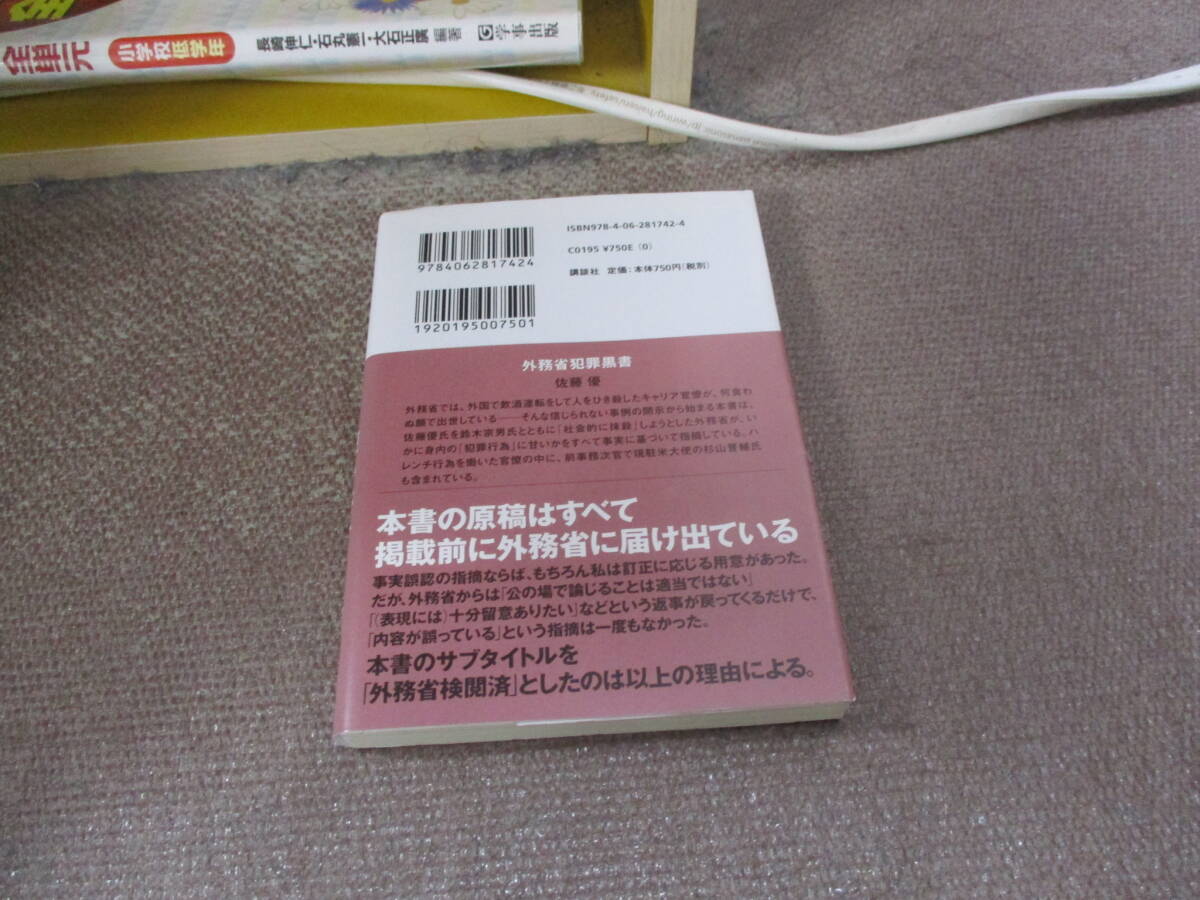 全単元 小学校低学年 長崎伸仁・石丸憲一・大石正廣 編著 学事出版
ISBN978-4-06-281742-4
C0195 ¥750E (0)
講談社 定価：本体750円（税別）
9784062817424
1920195007501
外務省犯罪黒書
佐藤 優
外務省では、外国で飲酒運転をして人をひき殺したキャリア官僚が、何食わ
ぬ顔で出世している――そんな信じられない事例の開示から始まる本書は、
佐藤優氏を鈴木宗男氏とともに「社会的に抹殺」しようとした外務省が、い
かに身内の「犯罪行為」に甘いかをすべて事実に基づいて指摘している。ハ
レンチ行為を働いた官僚の中に、前事務次官で現駐米大使の杉山晋輔氏
も含まれている。
本書の原稿はすべて
掲載前に外務省に届け出ている
事実誤認の指摘ならば、もちろん私は訂正に応じる用意があった。
だが、外務省からは「公の場で論じることは適当ではない」
「（表現には）十分留意ありたい」などという返事が戻ってくるだけで、
「内容が誤っている」という指摘は一度もなかった。
本書のサブタイトルを
「外務省検閲済」としたのは以上の理由による。